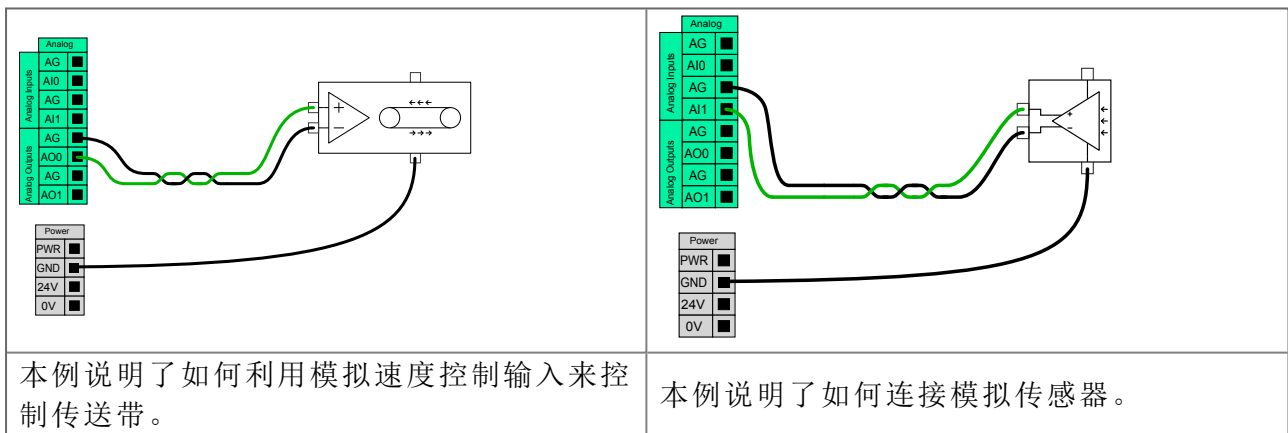 Analog
Analog Inputs
AG
AI0
AG
AI1
Analog Outputs
AG
AO0
AG
AO1
Power
PWR
GND
24V
0V
+
−
←←←
→→→
本例说明了如何利用模拟速度控制输入来控
制传送带。
Analog
Analog Inputs
AG
AI0
AG
AI1
Analog Outputs
AG
AO0
AG
AO1
Power
PWR
GND
24V
0V
+
−
本例说明了如何连接模拟传感器。